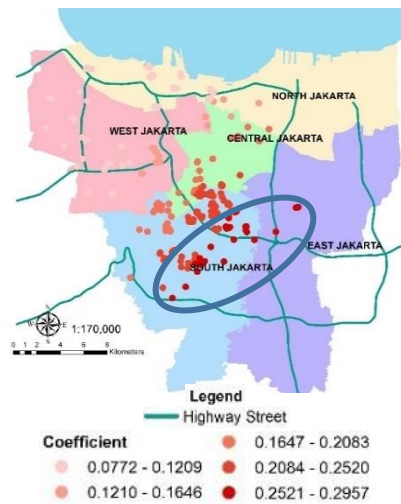 NORTH JAKARTA
WEST JAKARTA
CENTRAL JAKARTA
EAST JAKARTA
SOUTH JAKARTA
N
W E
S
1:170,000
0 1 2 4 6 8
Kilometers
Legend
Highway Street
Coefficient
0.0772 - 0.1209
0.1210 - 0.1646
0.1647 - 0.2083
0.2084 - 0.2520
0.2521 - 0.2957